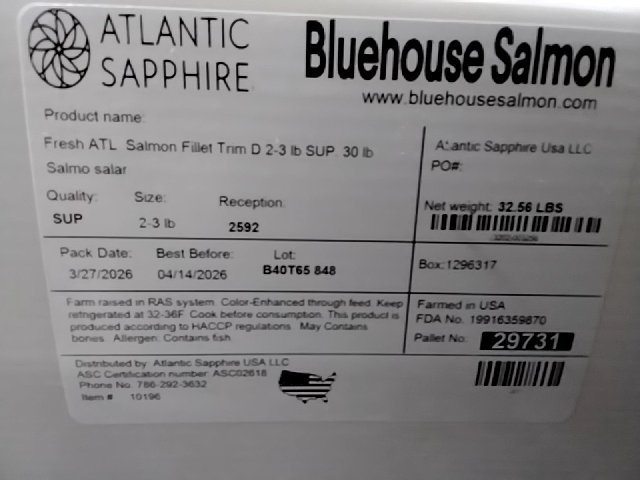 ATLANTIC
SAPPHIRE
Bluehouse Salmon
www.bluehousesalmon.com
Product name:
Fresh ATL Salmon Fillet Trim D 2-3 lb SUP. 30 lb
Salmo salar
Atlantic Sapphire Usa LLC
PO#:
Quality:
SUP
Size:
2-3 lb
Reception
2592
Net weight: 32.56 LBS
Pack Date:
3/27/2026
Best Before:
04/14/2026
Lot:
B40T65 848
Box:1296317
Farm raised in RAS system. Color-Enhanced through feed. Keep
refrigerated at 32-36F. Cook before consumption. This product is
produced according to HACCP regulations. May Contains
bones. Allergen: Contains fish.
Farmed in USA
FDA No. 19916359870
Pallet No: 29731
Distributed by: Atlantic Sapphire USA LLC
ASC Certification number: ASC02618
Phone No. 786-292-3632
Item # 10196